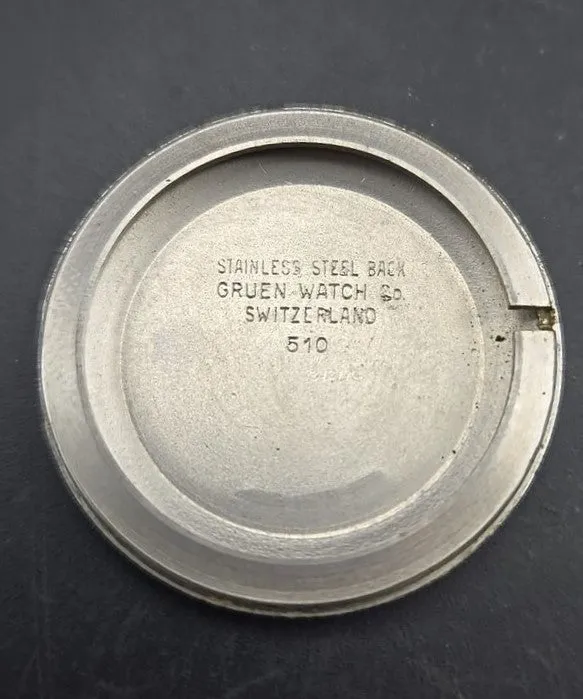 STAINLESS STEEL BACK
GRUEN WATCH Co.
SWITZERLAND
510